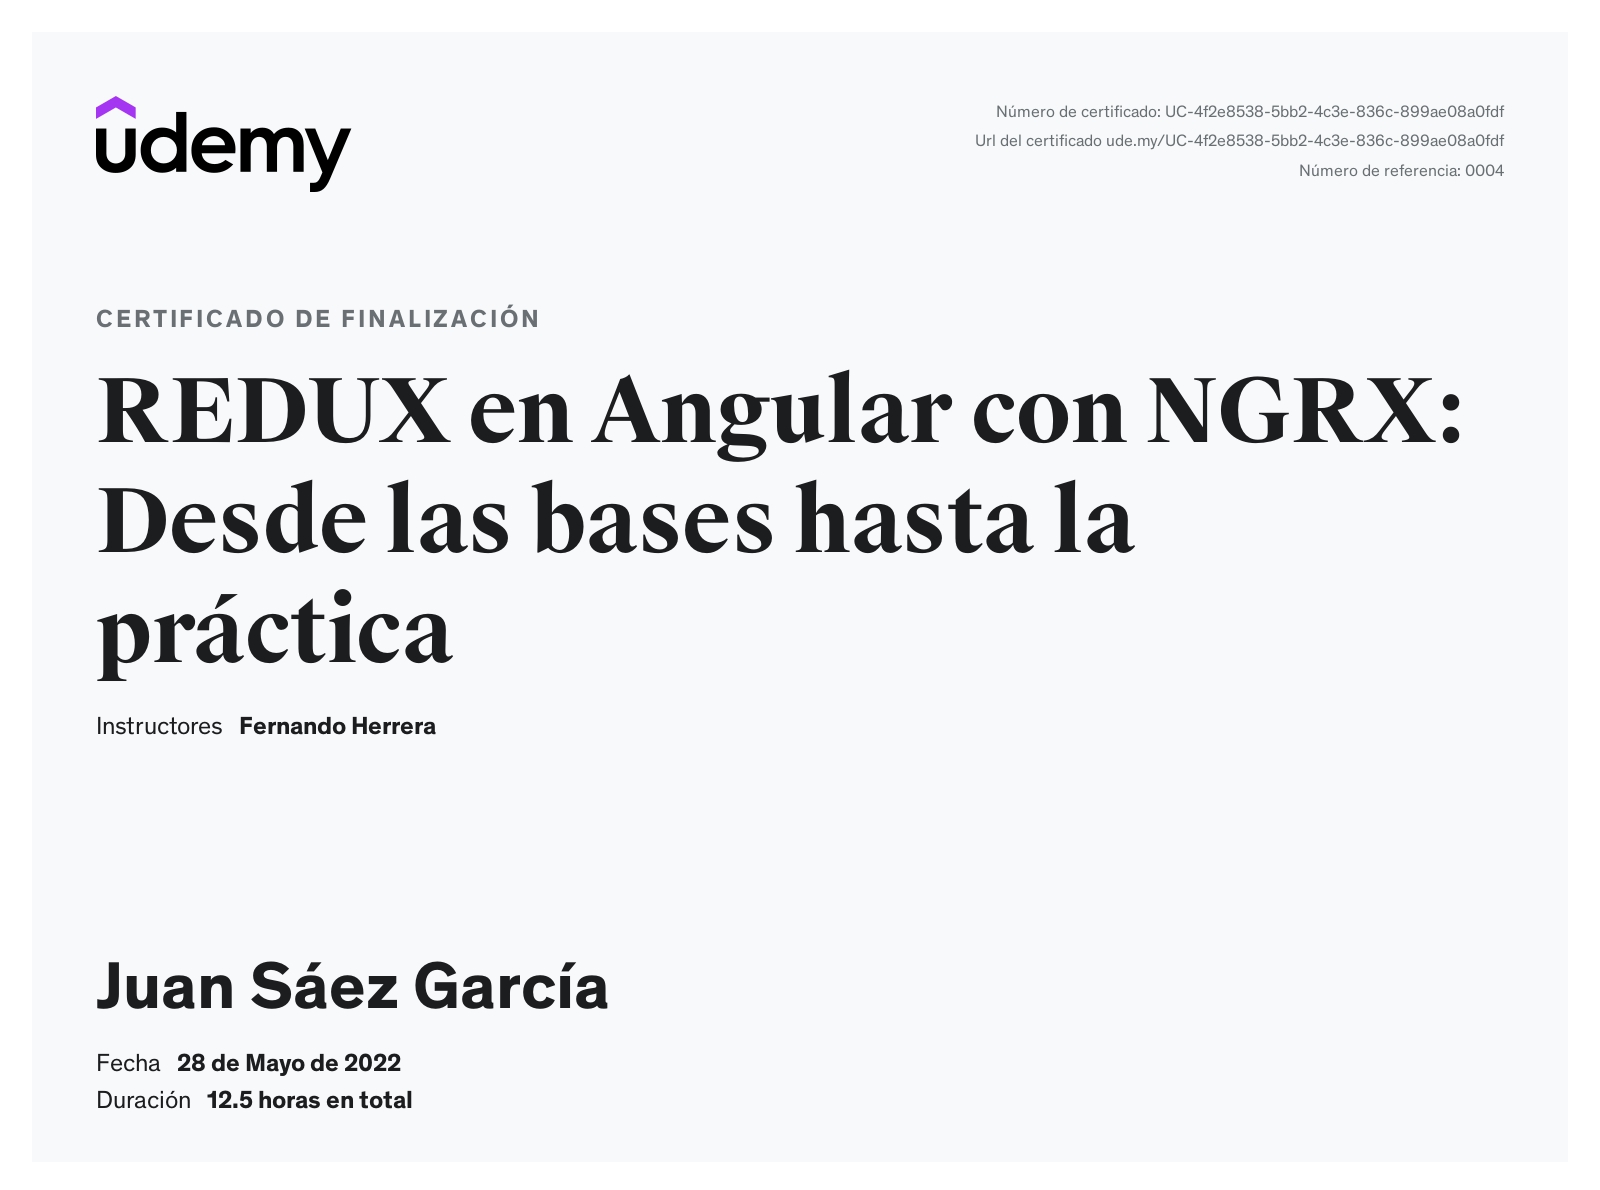 udemy
Número de certificado: UC-4f2e8538-5bb2-4c3e-836c-899ae08a0fdf
Url del certificado ude.my/UC-4f2e8538-5bb2-4c3e-836c-899ae08a0fdf
Número de referencia: 0004
CERTIFICADO DE FINALIZACIÓN
REDUX en Angular con NGRX:
Desde las bases hasta la
práctica
Instructores Fernando Herrera
Juan Sáez García
Fecha 28 de Mayo de 2022
Duración 12.5 horas en total